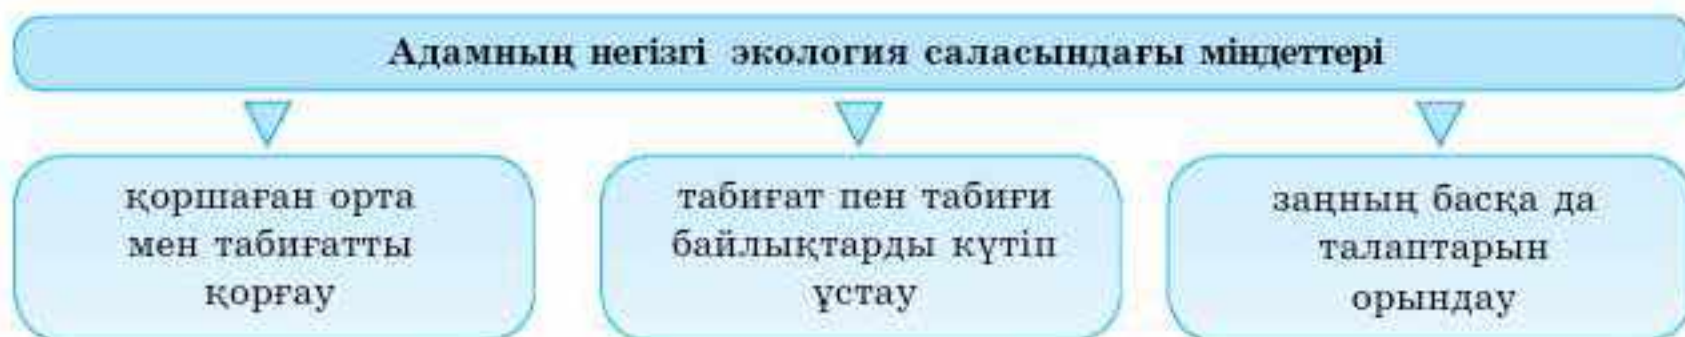 Адамның негізгі экология саласындағы міндеттері
қоршаған орта
мен табиғатты
қорғау
табиғат пен табиғи
байлықтарды күтіп
ұстау
заңның басқа да
талаптарын
орындау